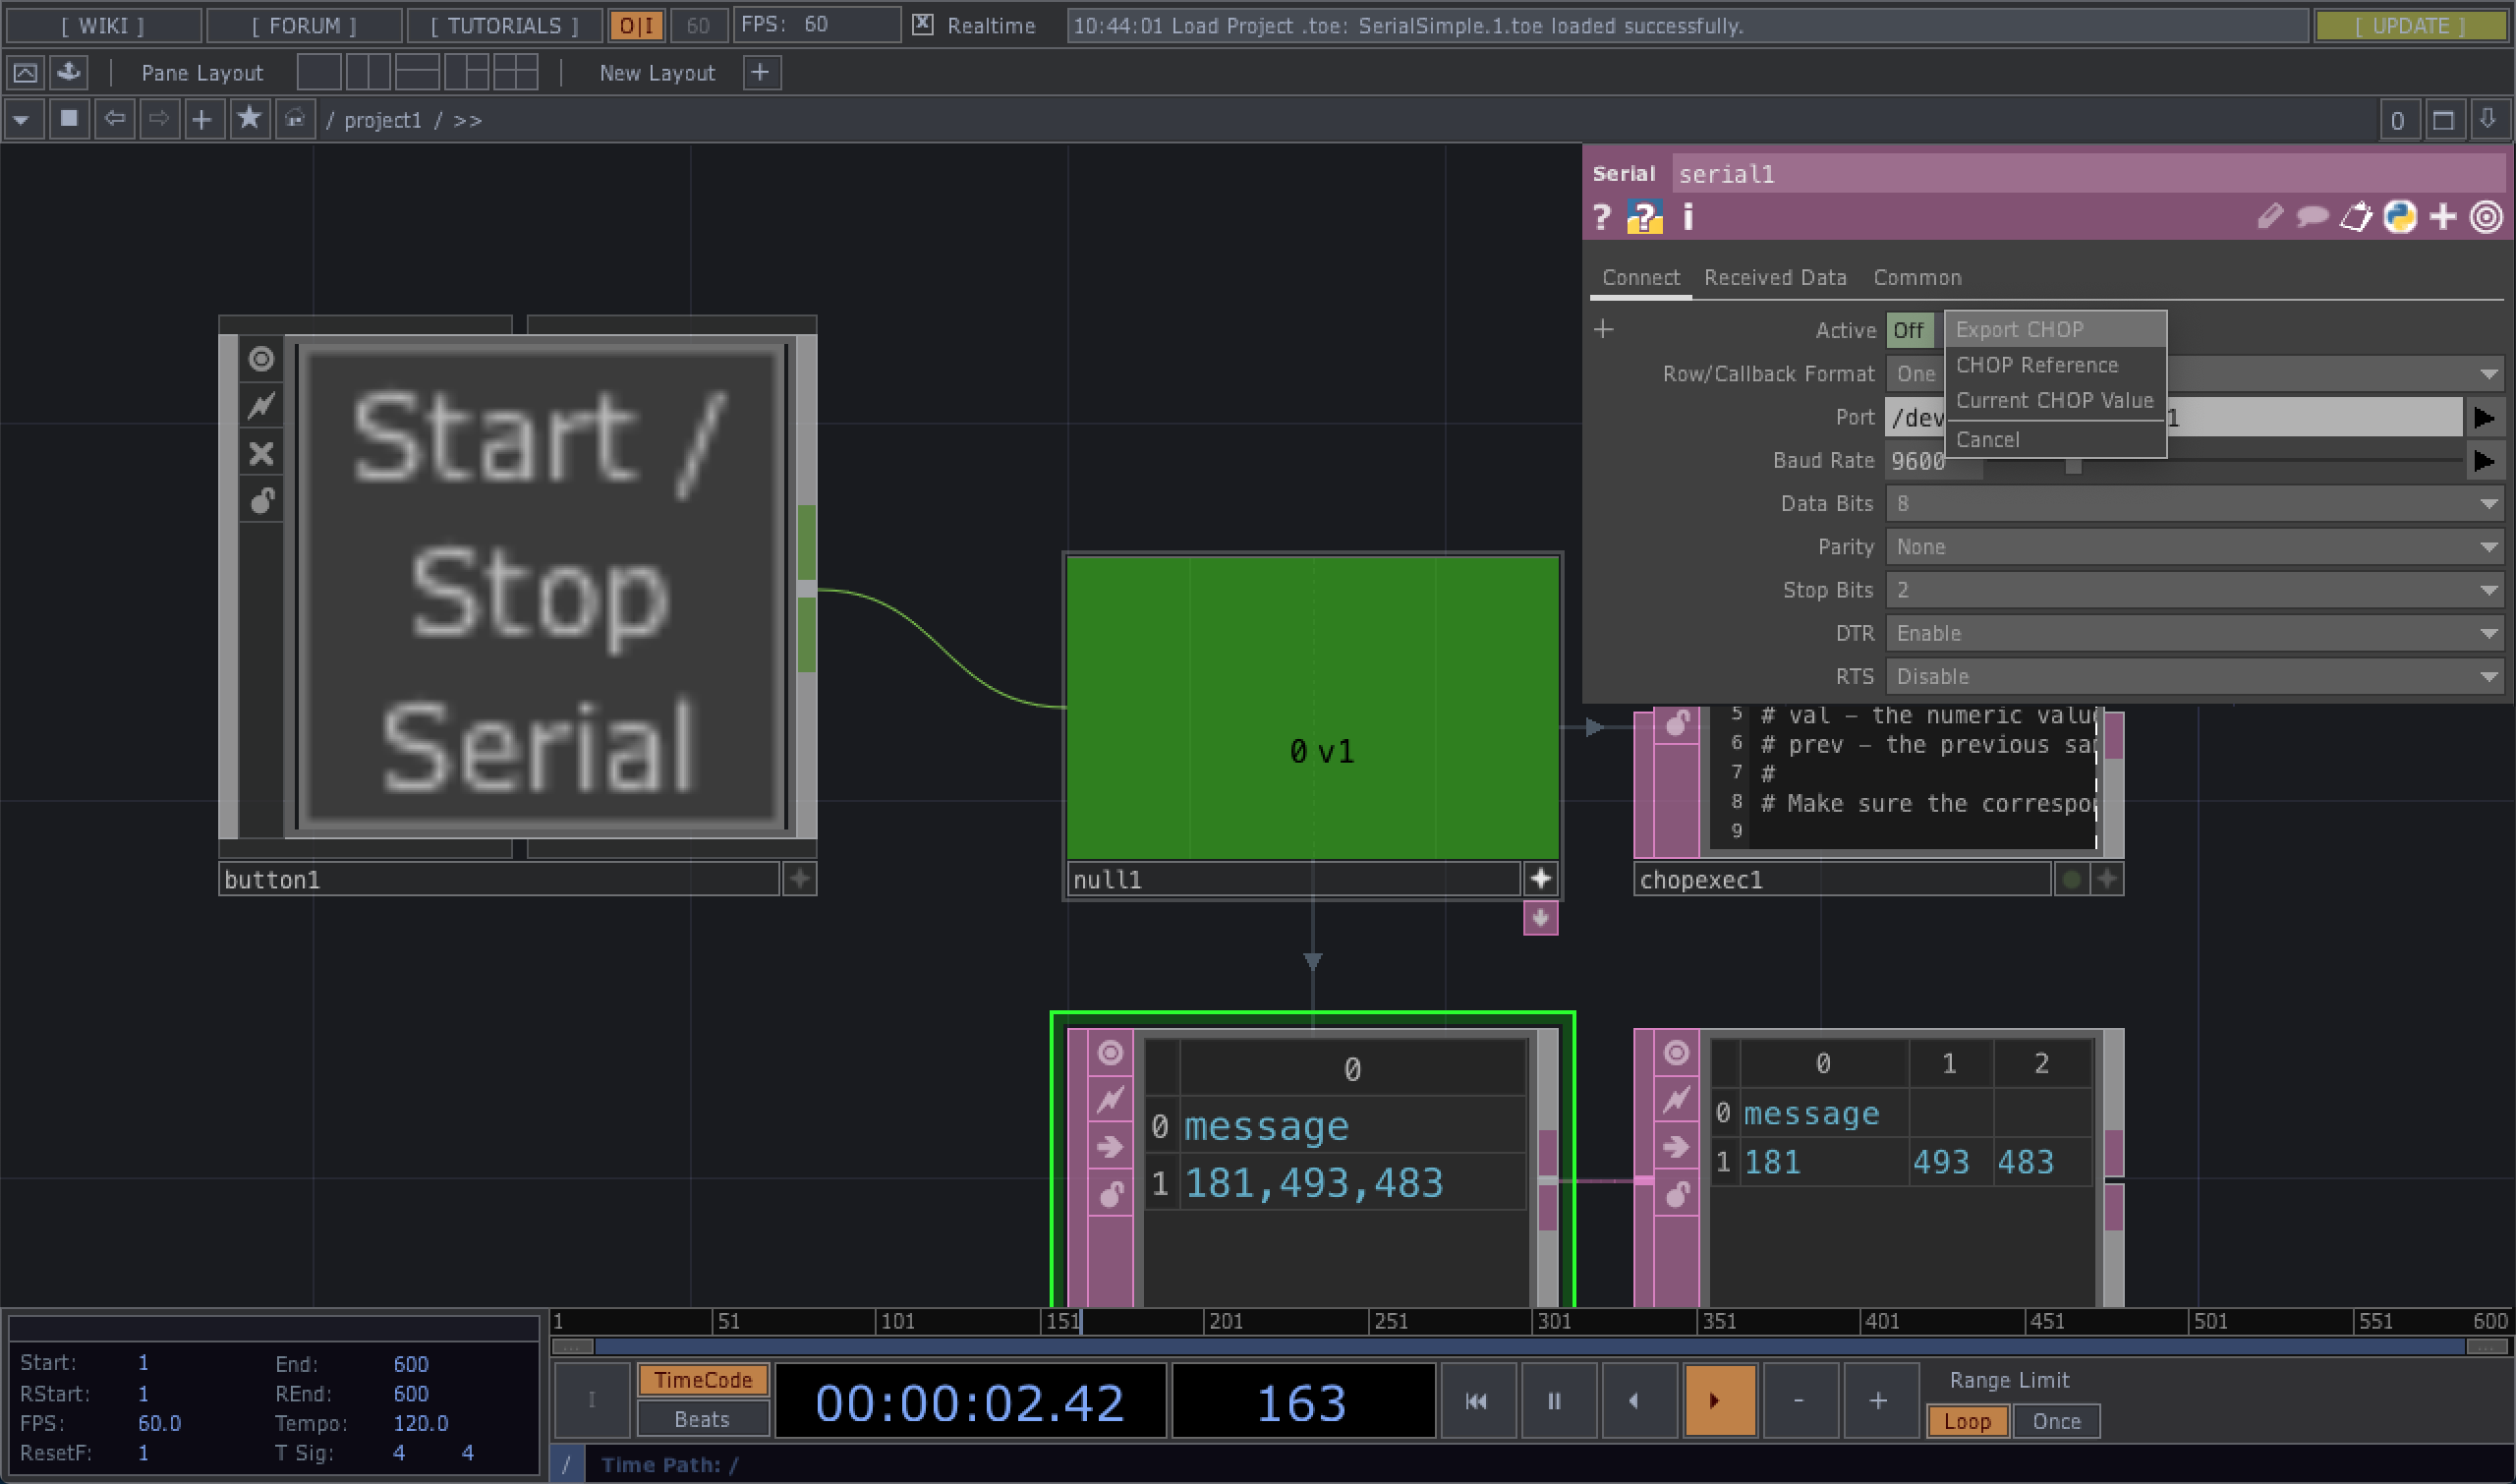 [ WIKI ] [ FORUM ] [ TUTORIALS ] O|I 60 FPS: 60 Realtime 10:44:01 Load Project .toe: SerialSimple.1.toe loaded successfully. [ UPDATE ]
Pane Layout New Layout +
/ project1 / >> 0
Serial serial1
? ? i
Connect Received Data Common
Active Off
Export CHOP
CHOP Reference
Current CHOP Value
Cancel
Row/Callback Format One
Port /dev 1
Baud Rate 9600
Data Bits 8
Parity None
Stop Bits 2
DTR Enable
RTS Disable
Start /
Stop
Serial
button1
0 v1
null1
5 # val – the numeric valu
6 # prev – the previous sa
7 #
8 # Make sure the correspo
9
chopexec1
0
0 message
1 181,493,483
0 1 2
0 message
1 181 493 483
1 51 101 151 201 251 301 351 401 451 501 551 600
Start: 1 End: 600
RStart: 1 REnd: 600
FPS: 60.0 Tempo: 120.0
ResetF: 1 T Sig: 4 4
I TimeCode Beats 00:00:02.42 163 - + Range Limit
Loop Once
/ Time Path: /